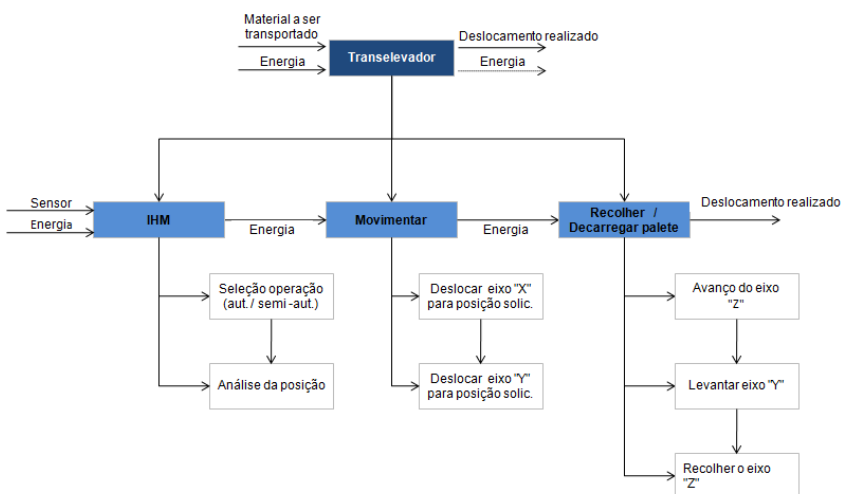 Material a ser
transportado
Energia
Transelevador
Deslocamento realizado
Energia
Sensor
Energia
IHM
Energia
Movimentar
Energia
Recolher /
Decarregar palete
Deslocamento realizado
Seleção operação
(aut./ semi-aut.)
Análise da posição
Deslocar eixo "X"
para posição solic.
Deslocar eixo "Y"
para posição solic.
Avanço do eixo
"Z"
Levantar eixo "Y"
Recolher o eixo
"Z"